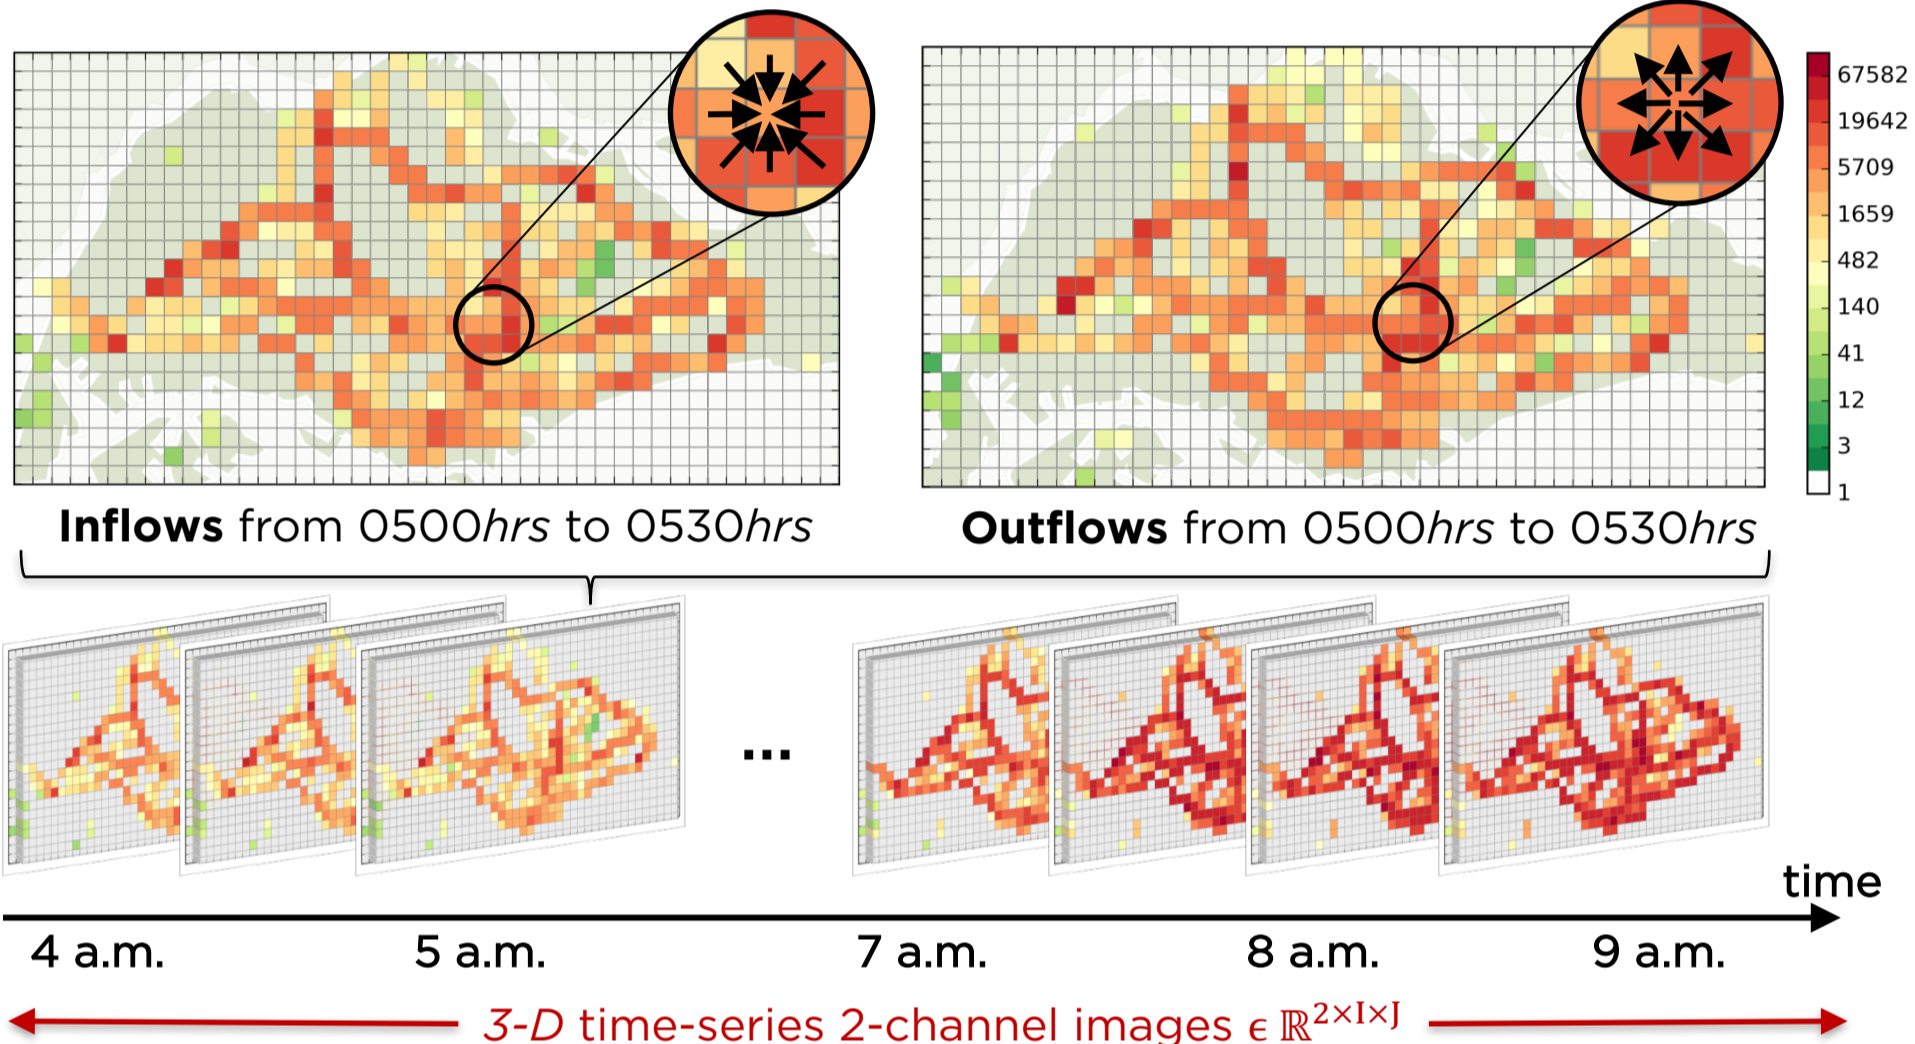 67582
19642
5709
1659
482
140
41
12
3
1
Inflows from 0500hrs to 0530hrs
Outflows from 0500hrs to 0530hrs
...
time
4 a.m.
5 a.m.
7 a.m.
8 a.m.
9 a.m.
3-D time-series 2-channel images ϵ ℝ^{2×I×J}